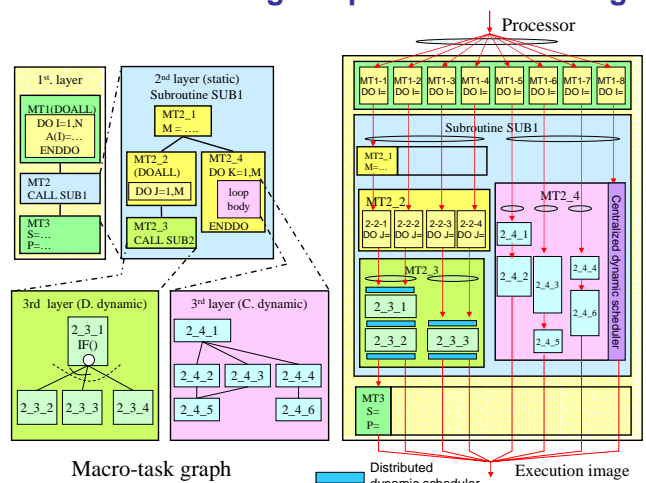 Processor
1st. layer
MT1(DOALL)
DO I=1,N
A(I)=…
ENDDO
MT2
CALL SUB1
MT3
S=…
P=…
2nd layer (static)
Subroutine SUB1
MT2_1
M = ….
MT2_2
(DOALL)
DO J=1,M
MT2_3
CALL SUB2
MT2_4
DO K=1,M
loop
body
ENDDO
3rd layer (D. dynamic)
2_3_1
IF()
2_3_2
2_3_3
2_3_4
3rd layer (C. dynamic)
2_4_1
2_4_2
2_4_3
2_4_4
2_4_5
2_4_6
Macro-task graph
MT1-1
DO I=
MT1-2
DO I=
MT1-3
DO I=
MT1-4
DO I=
MT1-5
DO I=
MT1-6
DO I=
MT1-7
DO I=
MT1-8
DO I=
Subroutine SUB1
MT2_1
M=…
MT2_2
2-2-1
DO J=
2-2-2
DO J=
2-2-3
DO J=
2-2-4
DO J=
MT2_3
2_3_1
2_3_2
2_3_3
MT2_4
2_4_1
2_4_2
2_4_3
2_4_5
2_4_4
2_4_6
Centralized dynamic scheduler
MT3
S=
P=
Distributed
dynamic scheduler
Execution image